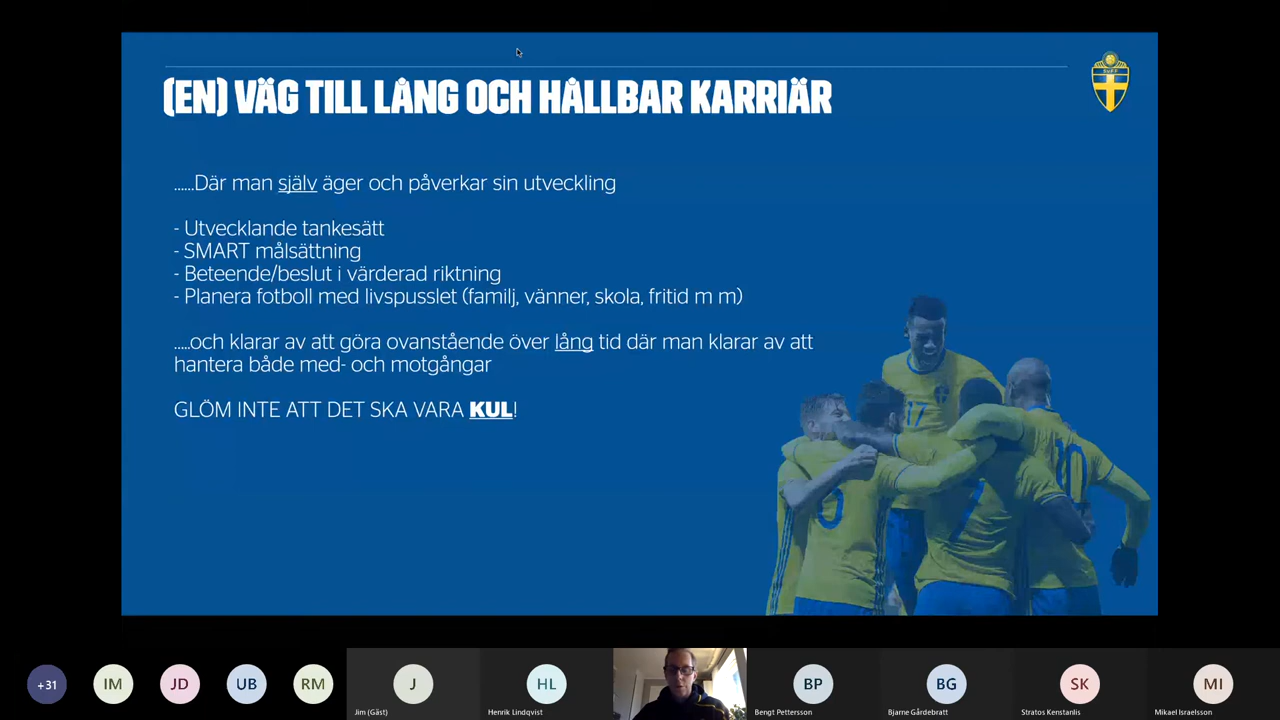 (EN) VÄG TILL LÅNG OCH HÅLLBAR KARRIÄR
......Där man själv äger och påverkar sin utveckling
- Utvecklande tankesätt
- SMART målsättning
- Beteende/beslut i värderad riktning
- Planera fotboll med livspusslet (familj, vänner, skola, fritid m m)
.....och klarar av att göra ovanstående över lång tid där man klarar av att
hantera både med- och motgångar
GLÖM INTE ATT DET SKA VARA KUL!
17
10
6
7
+31
IM
JD
UB
RM
J
HL
BP
BG
SK
MI
Jim (Gäst)
Henrik Lindqvist
Bengt Pettersson
Bjarne Gårdebratt
Stratos Kenstanlis
Mikael Israelsson